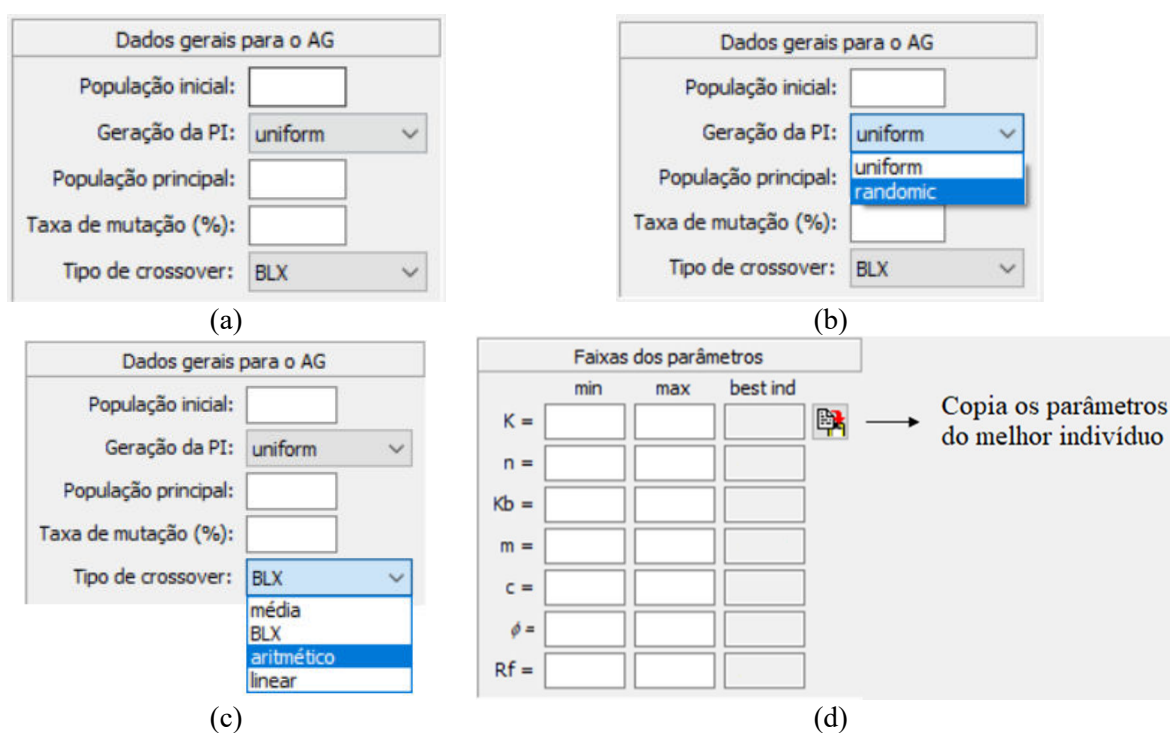 Dados gerais para o AG
População inicial:
Geração da PI: uniform
População principal:
Taxa de mutação (%):
Tipo de crossover: BLX
(a)
Dados gerais para o AG
População inicial:
Geração da PI: uniform
uniform
População principal:
randomic
Taxa de mutação (%):
Tipo de crossover: BLX
(b)
Dados gerais para o AG
População inicial:
Geração da PI: uniform
População principal:
Taxa de mutação (%):
Tipo de crossover: BLX
média
BLX
aritmético
linear
(c)
Faixas dos parâmetros
min max best ind
K =
n =
Kb =
m =
c =
ϕ =
Rf =
Copia os parâmetros
do melhor indivíduo
(d)